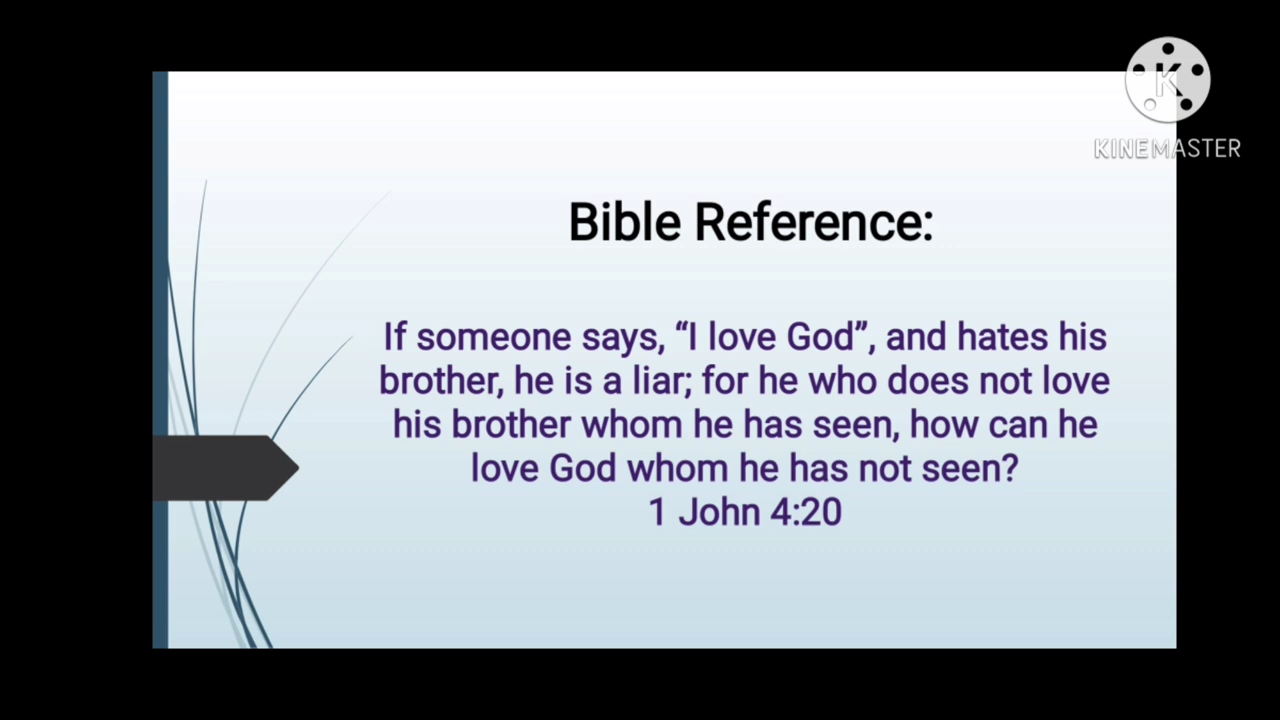 K
KINEMASTER
Bible Reference:
If someone says, “I love God”, and hates his
brother, he is a liar; for he who does not love
his brother whom he has seen, how can he
love God whom he has not seen?
1 John 4:20